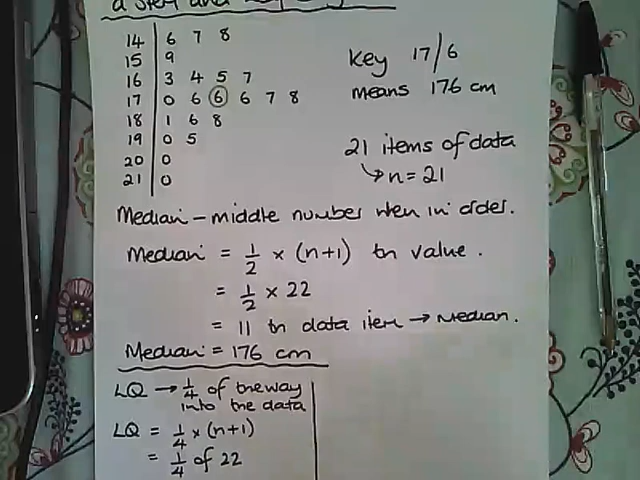 a stem and
14 | 6 7 8
15 | 9
16 | 3 4 5 7
17 | 0 6 6 6 7 8
18 | 1 6 8
19 | 0 5
20 | 0
21 | 0
Key 17/6
means 176 cm
21 items of data
↳ n = 21
Median - middle number when in order.
Median = 1/2 × (n+1) th value.
= 1/2 × 22
= 11 th data item → Median.
Median = 176 cm
LQ → 1/4 of the way
into the data
LQ = 1/4 × (n+1)
= 1/4 of 22